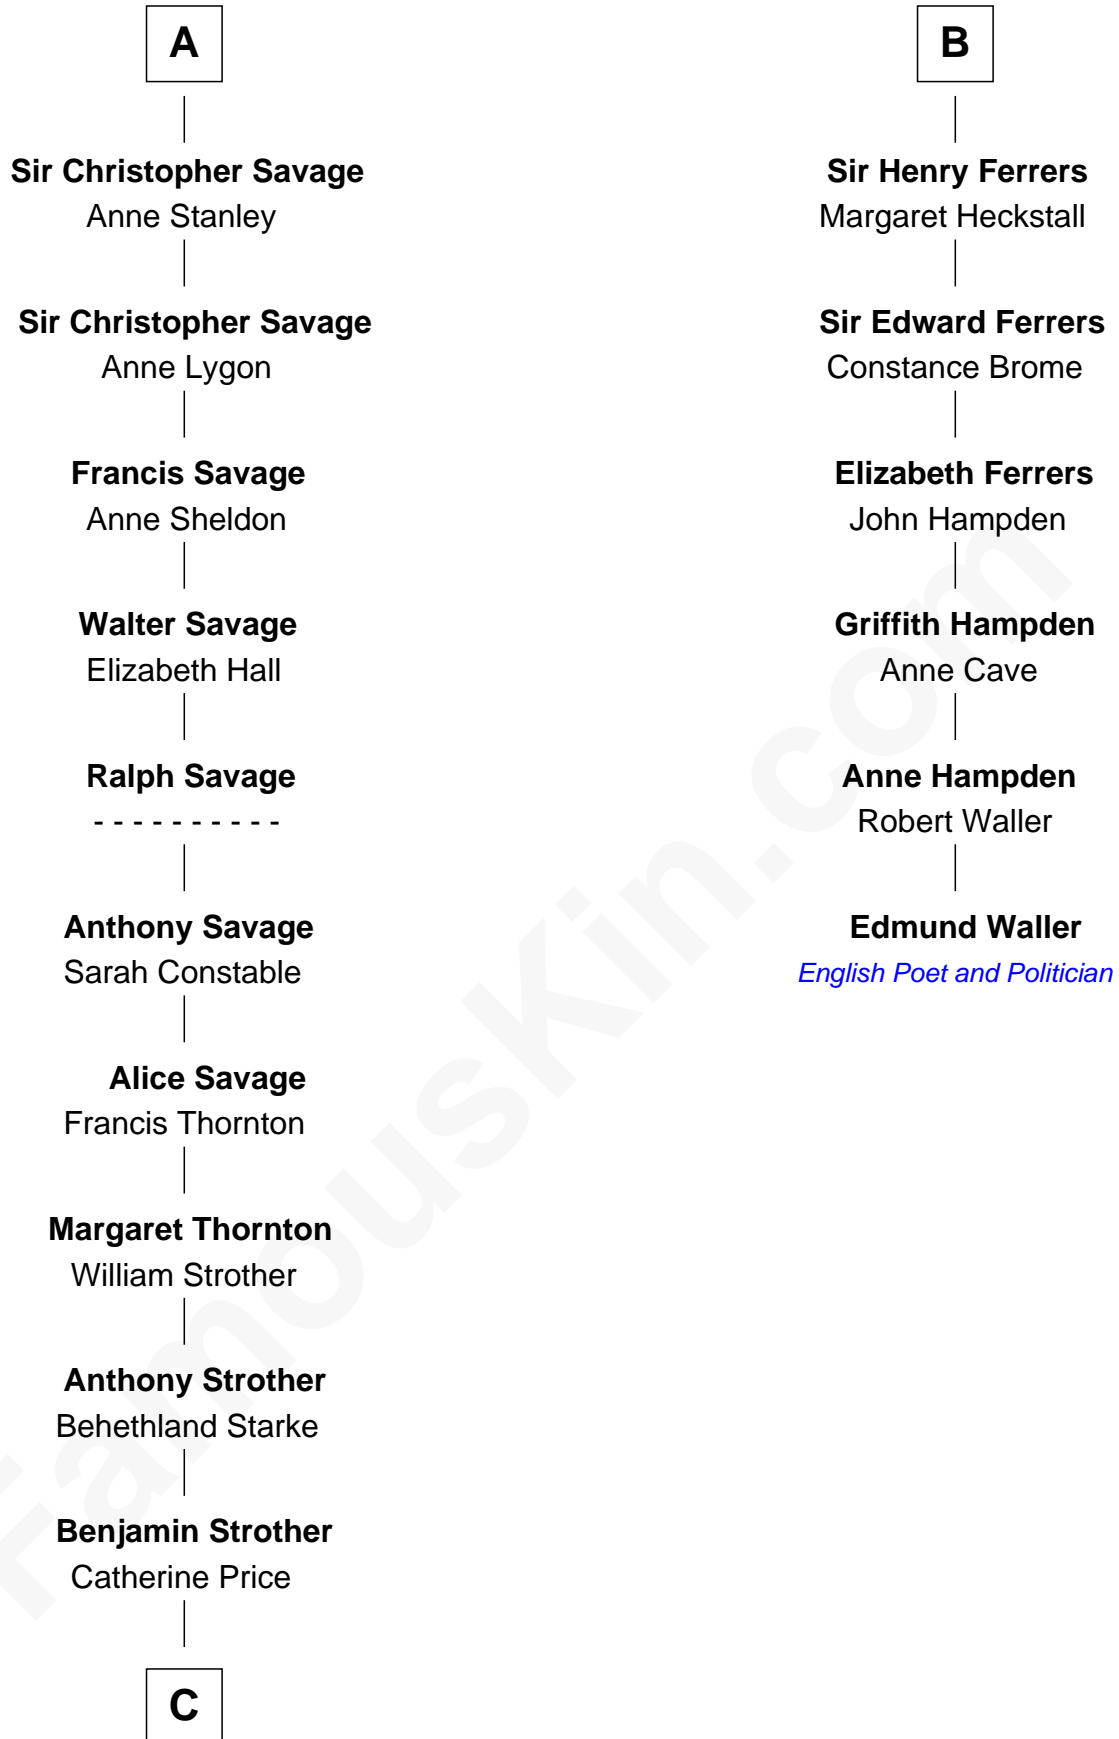 A
Sir Christopher Savage
Anne Stanley
Sir Christopher Savage
Anne Lygon
Francis Savage
Anne Sheldon
Walter Savage
Elizabeth Hall
Ralph Savage
- - - - - - - - - -
Anthony Savage
Sarah Constable
Alice Savage
Francis Thornton
Margaret Thornton
William Strother
Anthony Strother
Behethland Starke
Benjamin Strother
Catherine Price
C
B
Sir Henry Ferrers
Margaret Heckstall
Sir Edward Ferrers
Constance Brome
Elizabeth Ferrers
John Hampden
Griffith Hampden
Anne Cave
Anne Hampden
Robert Waller
Edmund Waller
English Poet and Politician
FamousKin.com